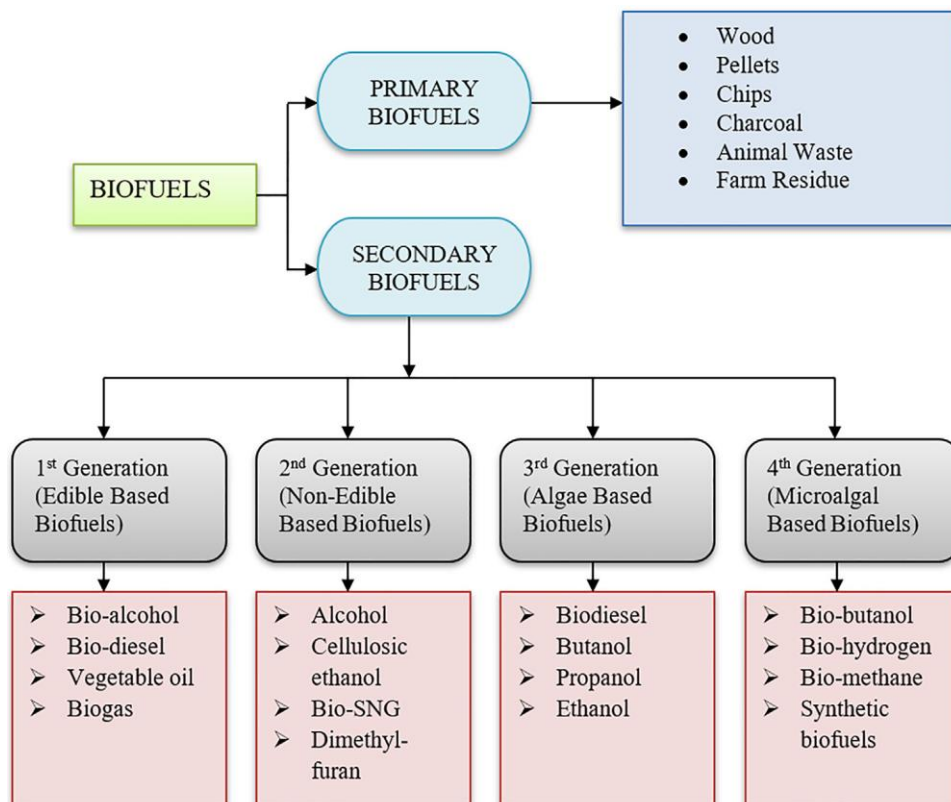 PRIMARY
BIOFUELS
• Wood
• Pellets
• Chips
• Charcoal
• Animal Waste
• Farm Residue
BIOFUELS
SECONDARY
BIOFUELS
1st Generation
(Edible Based
Biofuels)
2nd Generation
(Non-Edible
Based Biofuels)
3rd Generation
(Algae Based
Biofuels)
4th Generation
(Microalgal
Based Biofuels)
➢ Bio-alcohol
➢ Bio-diesel
➢ Vegetable oil
➢ Biogas
➢ Alcohol
➢ Cellulosic
ethanol
➢ Bio-SNG
➢ Dimethyl-
furan
➢ Biodiesel
➢ Butanol
➢ Propanol
➢ Ethanol
➢ Bio-butanol
➢ Bio-hydrogen
➢ Bio-methane
➢ Synthetic
biofuels